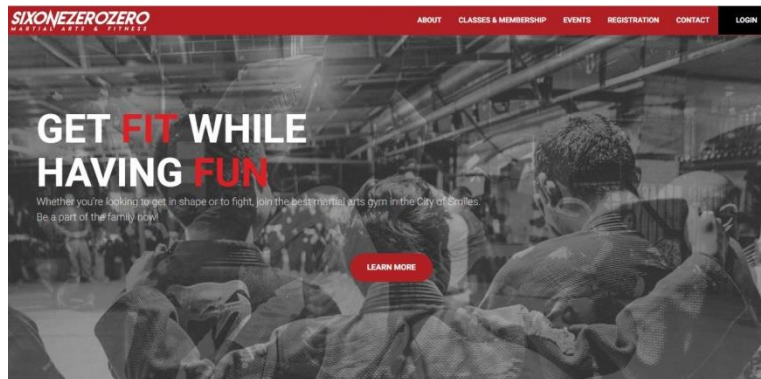 SIXONEZEROZERO
MARTIAL ARTS & FITNESS
ABOUT CLASSES & MEMBERSHIP EVENTS REGISTRATION CONTACT LOGIN
GET FIT WHILE
HAVING FUN
Whether you're looking to get in shape or to fight, join the best martial arts gym in the City of Smiles.
Be a part of the family now!
LEARN MORE